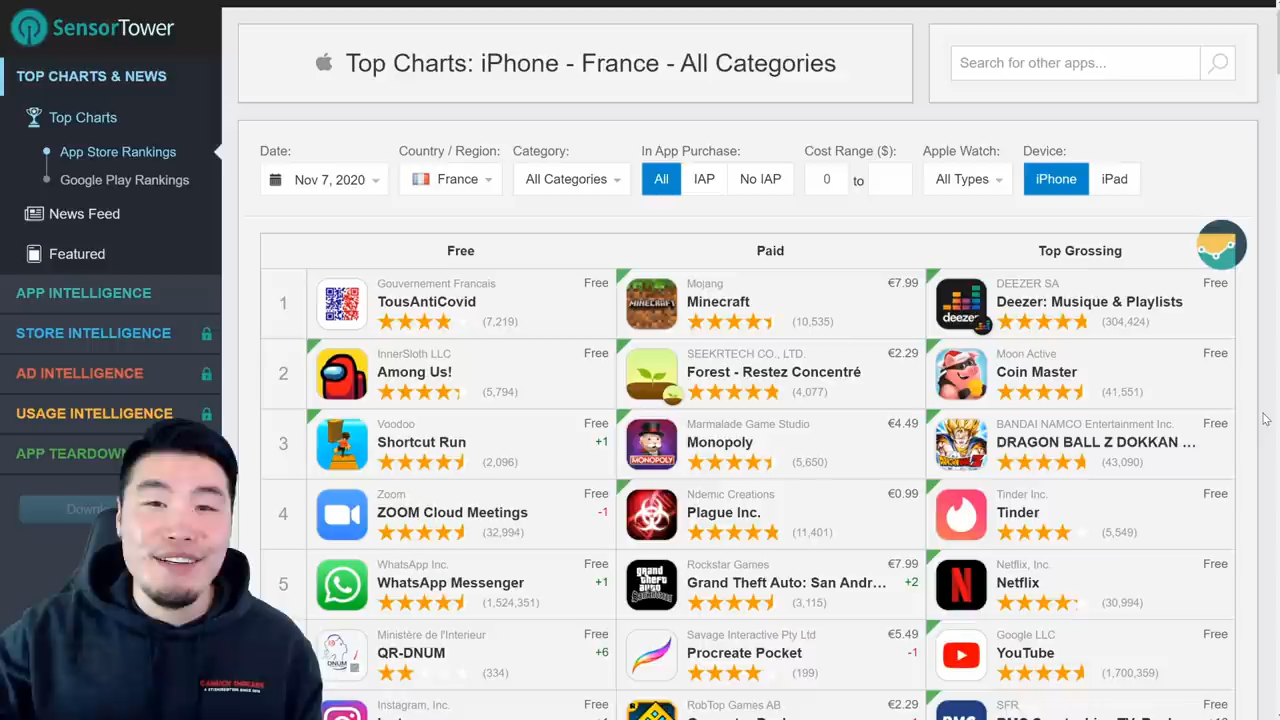 SensorTower
TOP CHARTS & NEWS
Top Charts
App Store Rankings
Google Play Rankings
News Feed
Featured
APP INTELLIGENCE
STORE INTELLIGENCE
AD INTELLIGENCE
USAGE INTELLIGENCE
Top Charts: iPhone - France - All Categories
Search for other apps...
Date: Country / Region: Category: In App Purchase: Cost Range ($): Apple Watch: Device:
Nov 7, 2020 France All Categories All IAP No IAP 0 to All Types iPhone iPad
Free Paid Top Grossing
1
Gouvernement Francais Free
TousAntiCovid
(7,219)
Mojang €7.99
Minecraft
MINECRAFT
(10,535)
DEEZER SA Free
Deezer: Musique & Playlists
deezer
(304,424)
2
InnerSloth LLC Free
Among Us!
(5,794)
SEEKRTECH CO., LTD. €2.29
Forest - Restez Concentré
(4,077)
Moon Active Free
Coin Master
(41,551)
3
Voodoo Free
Shortcut Run +1
(2,096)
Marmalade Game Studio €4.49
Monopoly
MONOPOLY
(5,650)
BANDAI NAMCO Entertainment Inc. Free
DRAGON BALL Z DOKKAN ...
(43,090)
4
Zoom Free
ZOOM Cloud Meetings -1
(32,994)
Ndemic Creations €0.99
Plague Inc.
(11,401)
Tinder Inc. Free
Tinder
(5,549)
5
WhatsApp Inc. Free
WhatsApp Messenger +1
(1,524,351)
Rockstar Games €7.99
Grand Theft Auto: San Andr... +2
grand theft auto
(3,115)
Netflix, Inc. Free
Netflix
(30,994)
Ministère de l'Interieur Free
QR-DNUM +6
DNUM
(334)
Savage Interactive Pty Ltd €5.49
Procreate Pocket -1
(199)
Google LLC Free
YouTube
(1,700,359)
Instagram, Inc. Free
RobTop Games AB €2.29
SFR Free